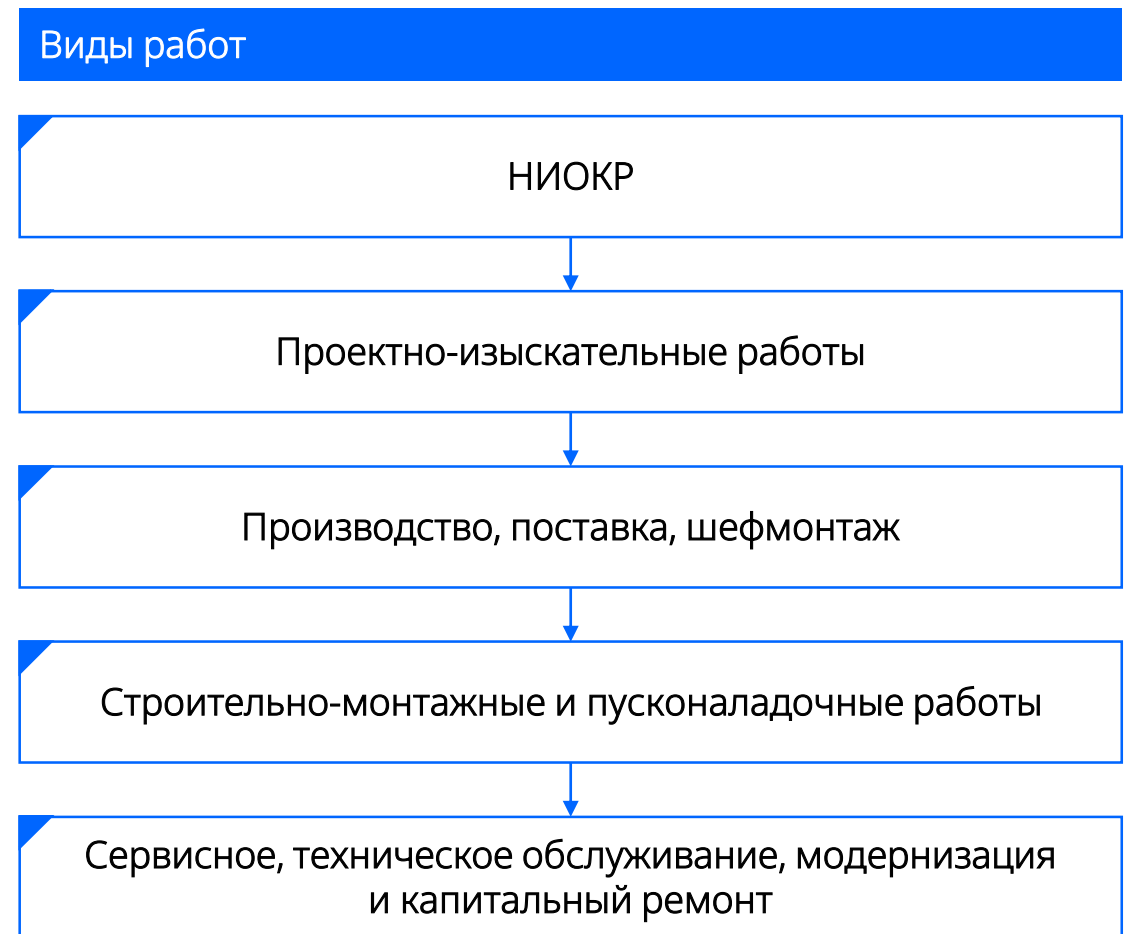 Виды работ
НИОКР
Проектно-изыскательные работы
Производство, поставка, шефмонтаж
Строительно-монтажные и пусконаладочные работы
Сервисное, техническое обслуживание, модернизация
и капитальный ремонт